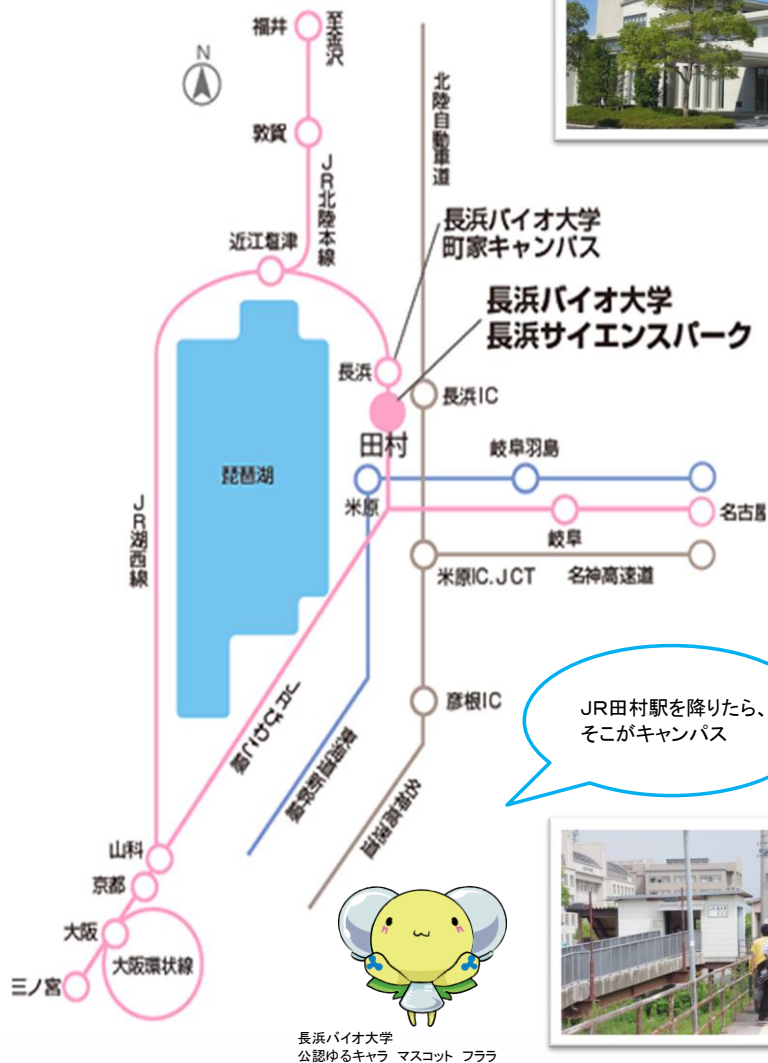 福井
至金沢
N
敦賀
北陸自動車道
JR北陸本線
長浜バイオ大学
町家キャンパス
近江塩津
長浜バイオ大学
長浜サイエンスパーク
長浜
長浜IC
田村
岐阜羽島
琵琶湖
米原
名古屋
岐阜
JR湖西線
米原IC.JCT
名神高速道
彦根IC
JR田村駅を降りたら、
そこがキャンパス
JRびわこ線
東海道新幹線
名神高速道
山科
京都
大阪
大阪環状線
三ノ宮
長浜バイオ大学
公認ゆるキャラ マスコット フララ